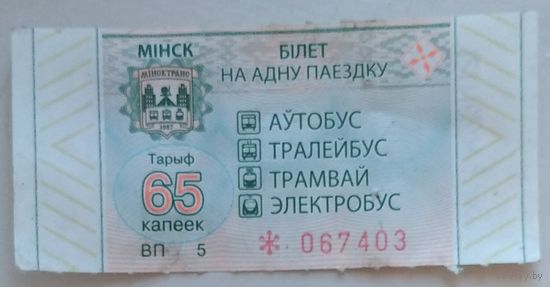 МІНСК
БІЛЕТ
НА АДНУ ПАЕЗДКУ
МІНСКТРАНС
АЎТОБУС
ТРАЛЕЙБУС
ТРАМВАЙ
ЭЛЕКТРОБУС
Тарыф
65
капеек
ВП 5
* 067403